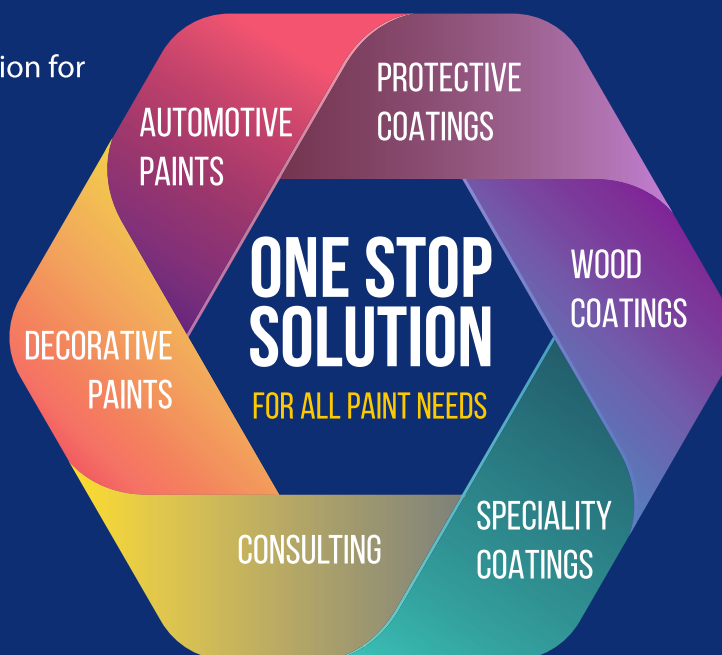 ion for
AUTOMOTIVE
PAINTS
PROTECTIVE
COATINGS
WOOD
COATINGS
ONE STOP
SOLUTION
FOR ALL PAINT NEEDS
DECORATIVE
PAINTS
SPECIALITY
COATINGS
CONSULTING